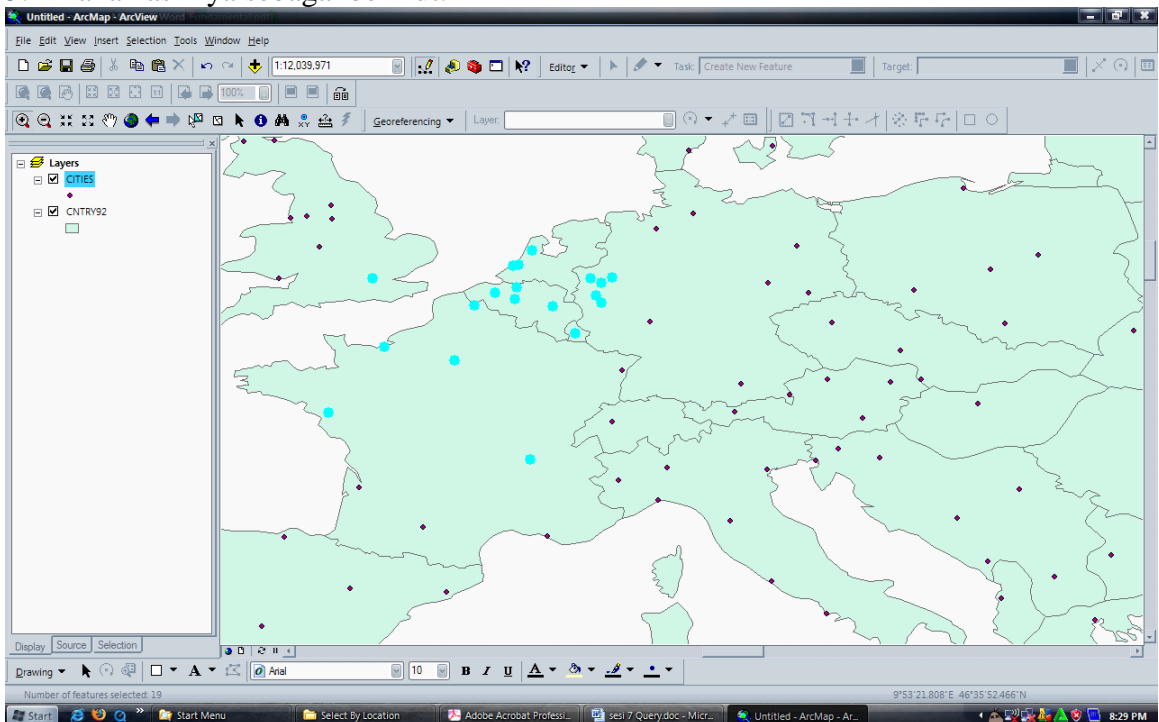 Untitled - ArcMap - ArcView
File Edit View Insert Selection Tools Window Help
1:12,039,971 Editor Task: Create New Feature Target:
100%
Georeferencing Layer:
Layers
CITIES
CNTRY92
Display Source Selection
Drawing A Arial 10 B I U A
Number of features selected: 19 9°53'21.808"E 46°35'52.466"N
Start Start Menu Select By Location Adobe Acrobat Professi... sesi 7 Query.doc - Micr... Untitled - ArcMap - Ar... 8:29 PM